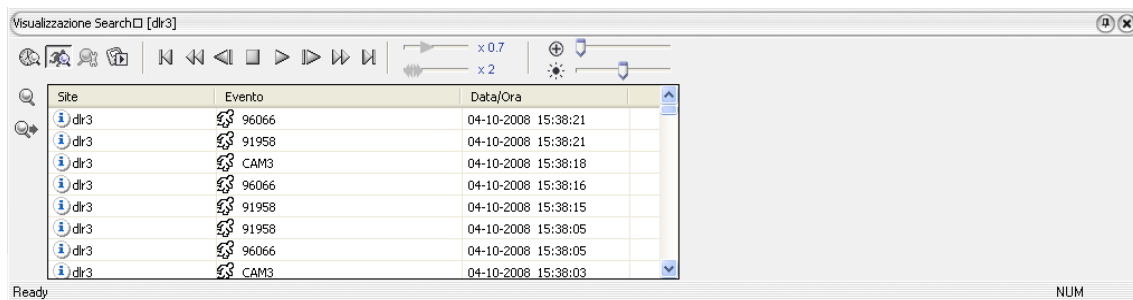 Visualizzazione Search□ [dlr3]
x 0.7
x 2
Site Evento Data/Ora
dlr3 96066 04-10-2008 15:38:21
dlr3 91958 04-10-2008 15:38:21
dlr3 CAM3 04-10-2008 15:38:18
dlr3 96066 04-10-2008 15:38:16
dlr3 91958 04-10-2008 15:38:15
dlr3 91958 04-10-2008 15:38:05
dlr3 96066 04-10-2008 15:38:05
dlr3 CAM3 04-10-2008 15:38:03
Ready NUM